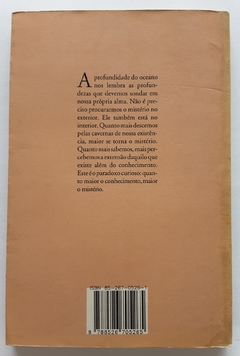 A profundidade do oceano
nos lembra as profun-
dezas que devemos sondar em
nossa própria alma. Não é pre-
ciso procurarmos o mistério no
exterior. Ele também está no
interior. Quanto mais descemos
pelas cavernas de nossa existên-
cia, maior se torna o mistério.
Quanto mais sabemos, mais per-
cebemos a extensão daquilo que
existe além do conhecimento.
Este é o paradoxo curioso: quan-
to maior o conhecimento, maior
o mistério.